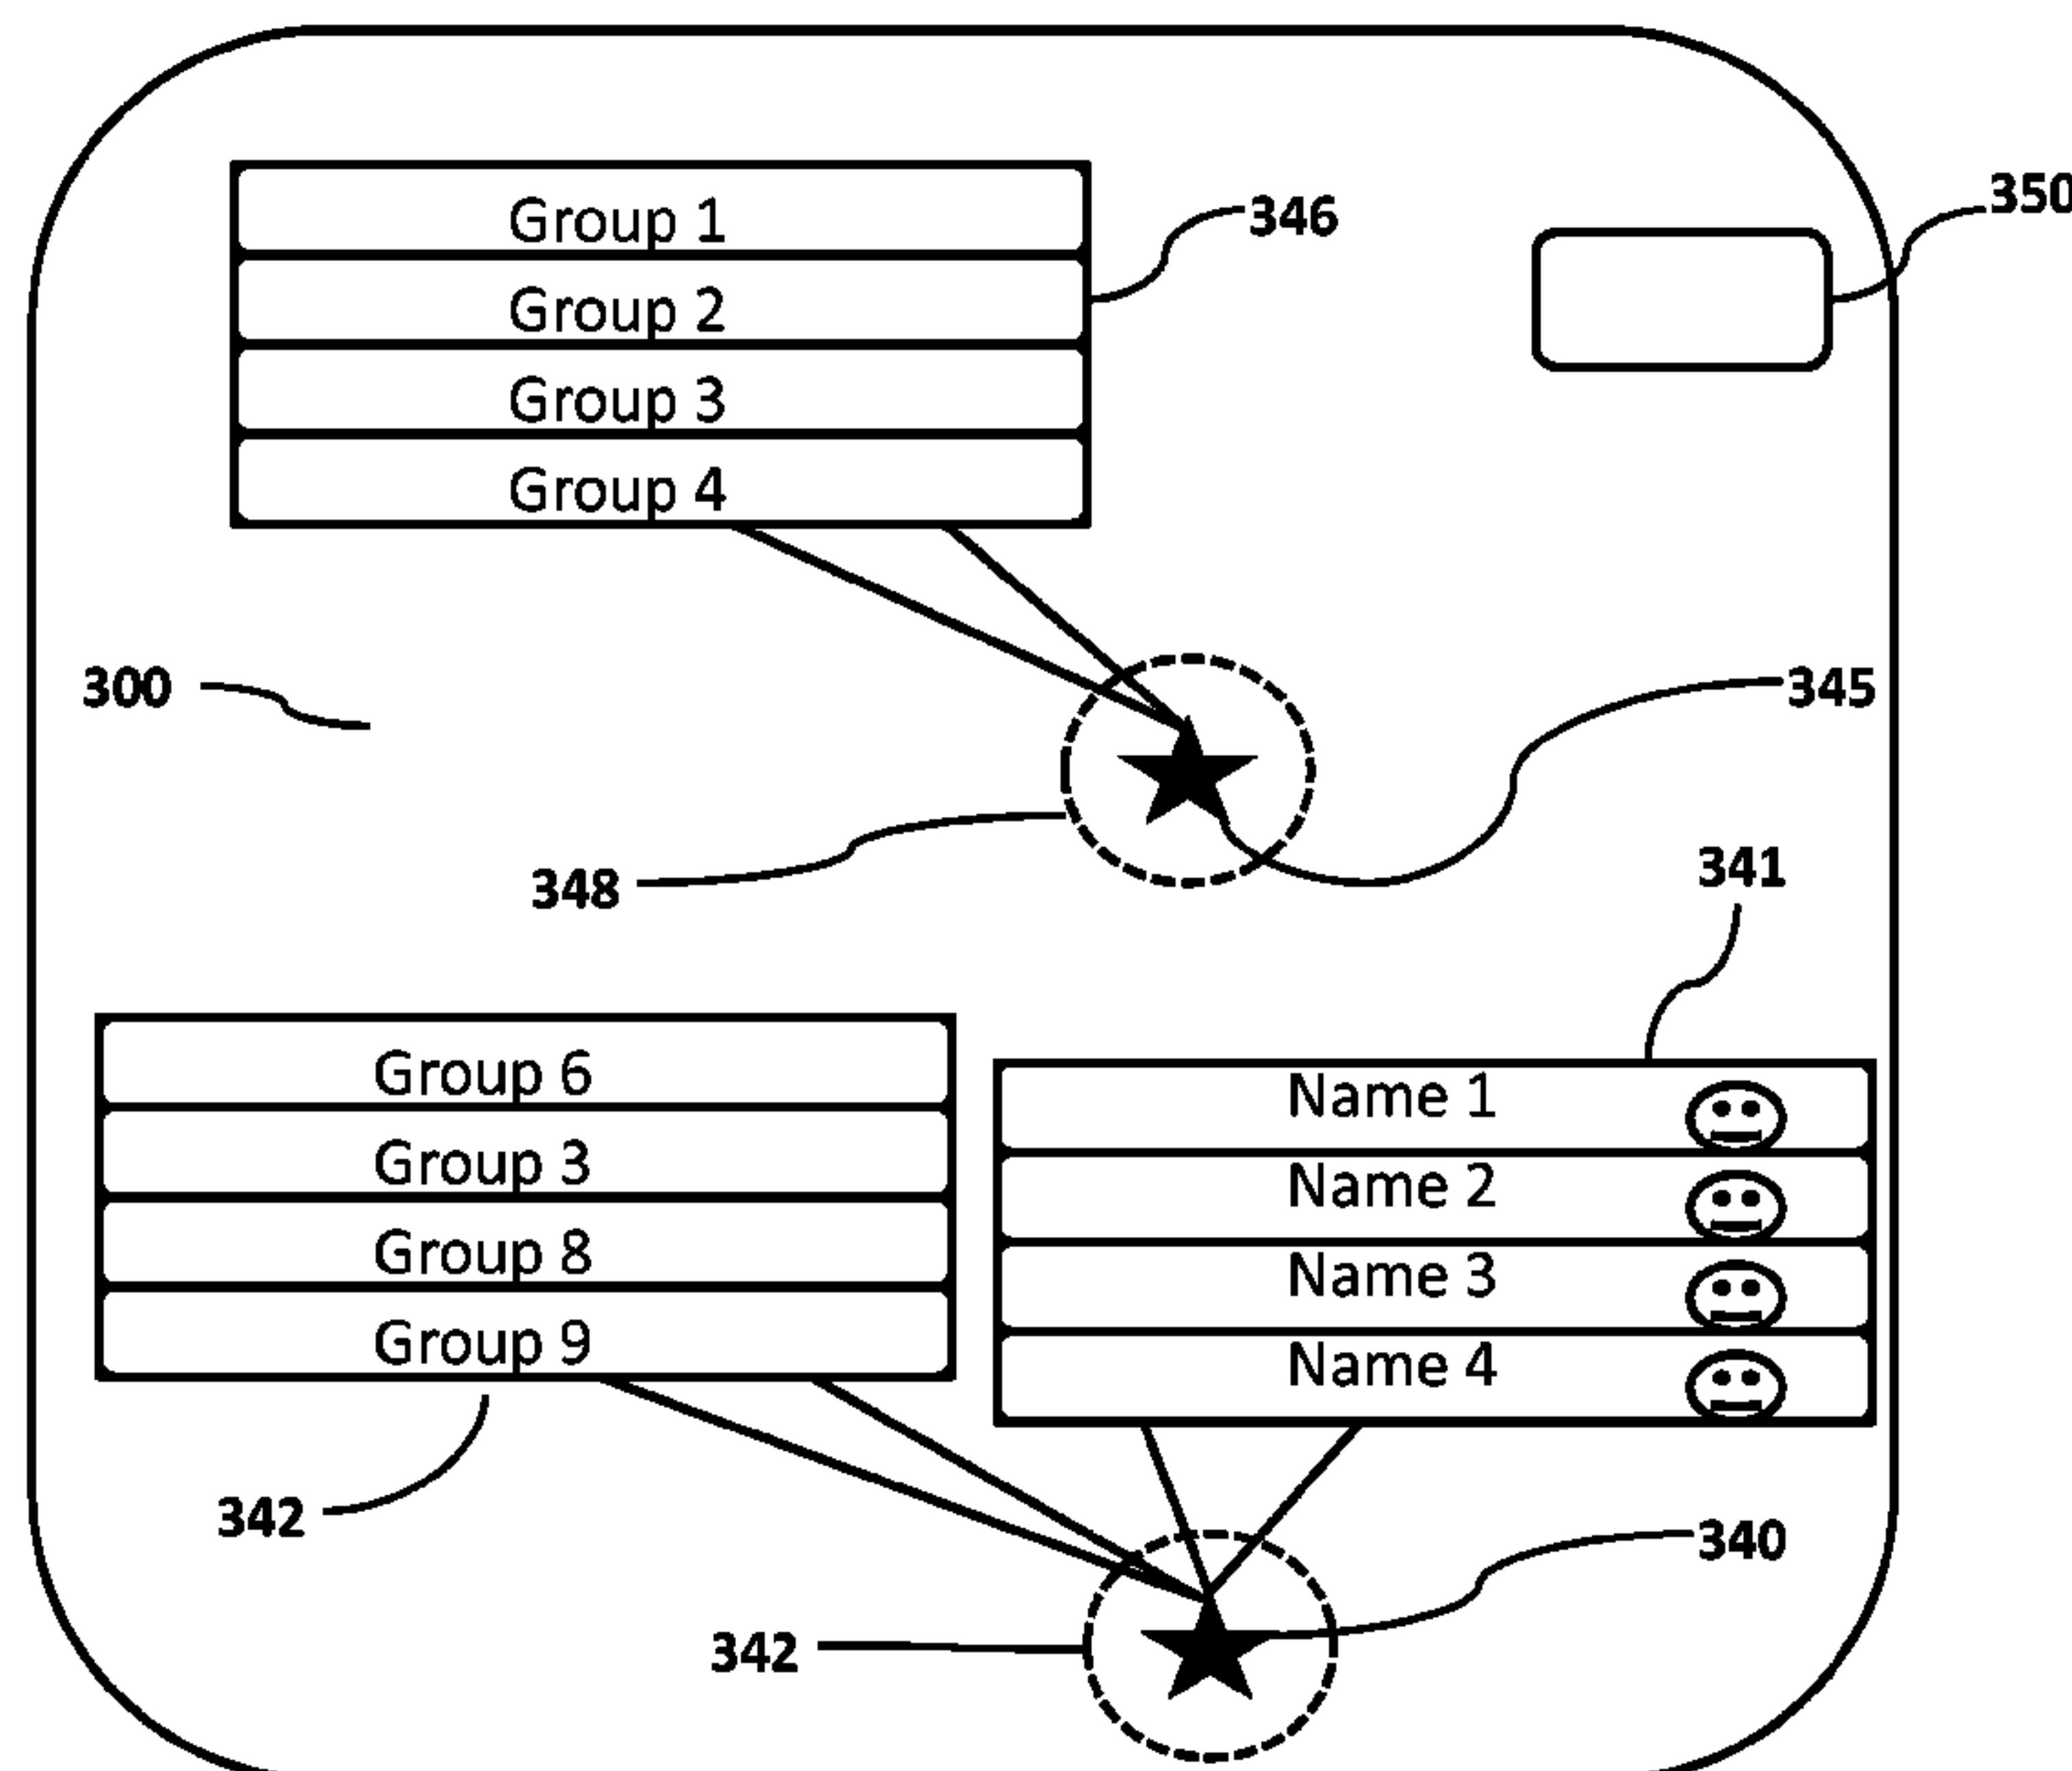 350
346
Group 1
Group 2
Group 3
Group 4
300
345
348
341
Group 6
Group 3
Group 8
Group 9
Name 1
Name 2
Name 3
Name 4
342
340
342